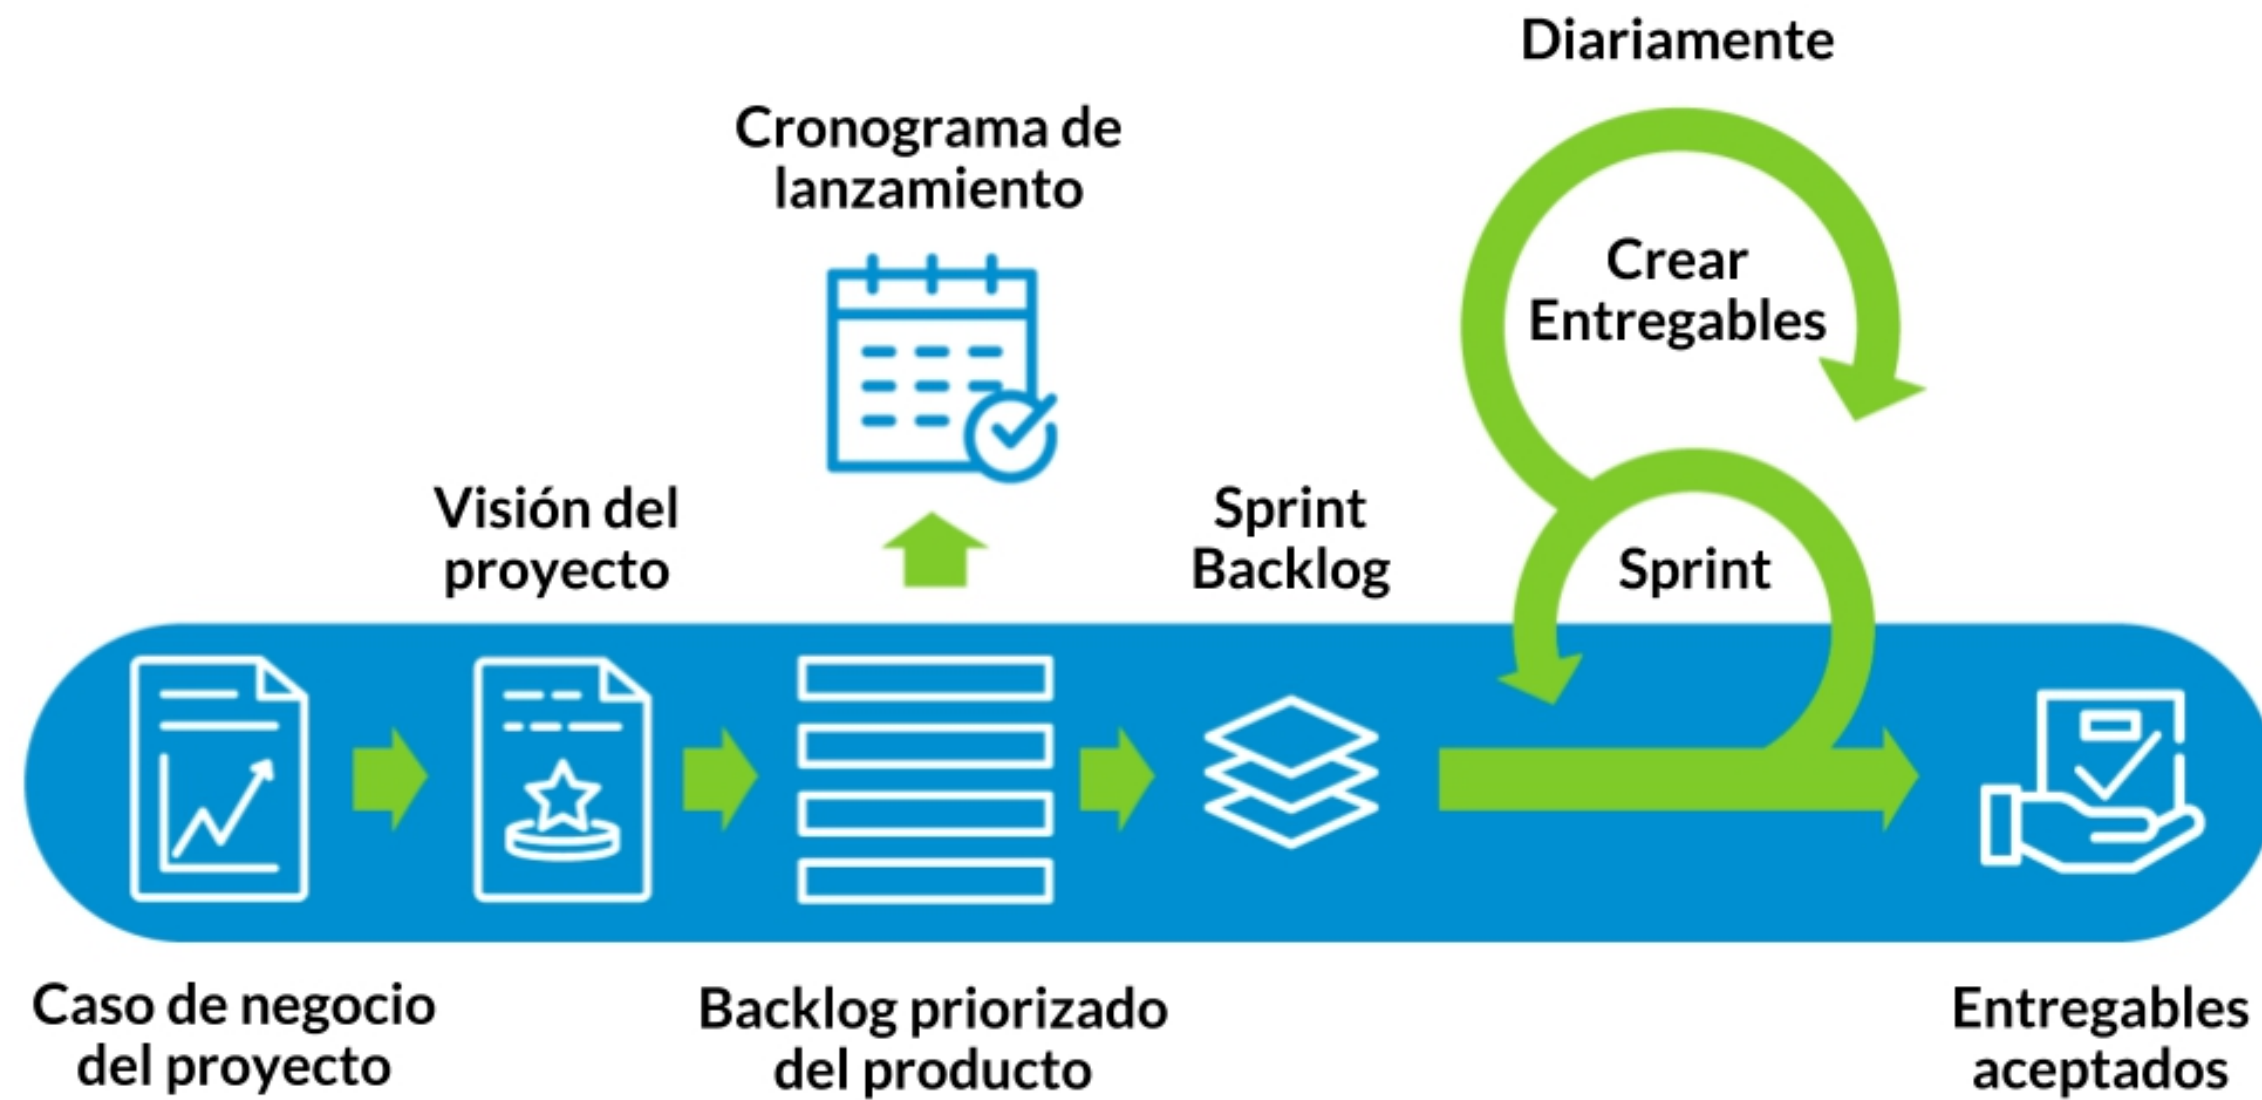 Diariamente
Cronograma de
lanzamiento
Crear
Entregables
Visión del
proyecto
Sprint
Backlog
Sprint
Caso de negocio
del proyecto
Backlog priorizado
del producto
Entregables
aceptados